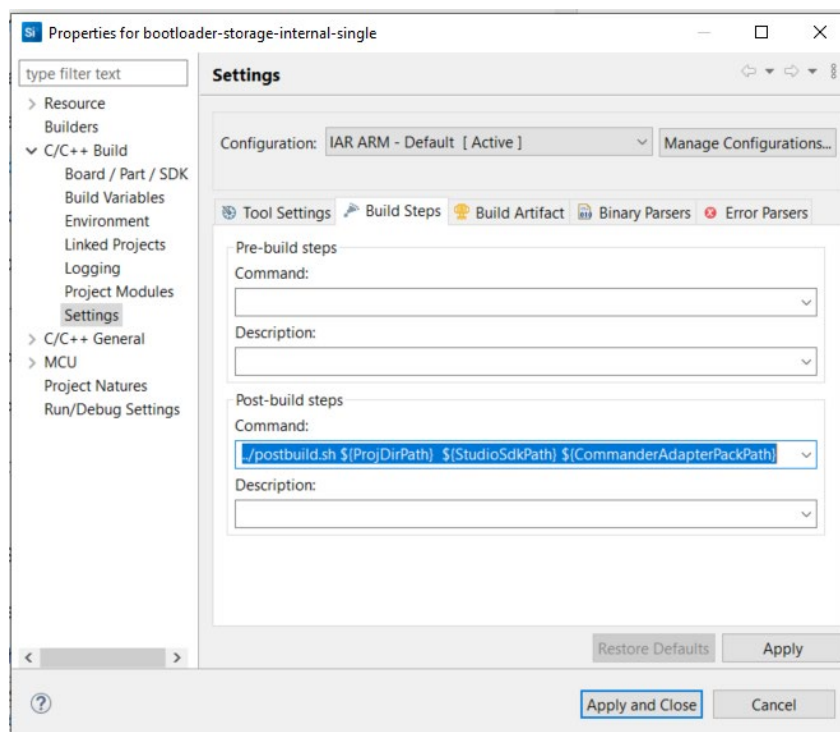 Si Properties for bootloader-storage-internal-single
type filter text
Settings
Resource
Builders
C/C++ Build
Board / Part / SDK
Build Variables
Environment
Linked Projects
Logging
Project Modules
Settings
C/C++ General
MCU
Project Natures
Run/Debug Settings
Configuration: IAR ARM - Default [ Active ] Manage Configurations...
Tool Settings Build Steps Build Artifact Binary Parsers Error Parsers
Pre-build steps
Command:
Description:
Post-build steps
Command:
../postbuild.sh ${ProjDirPath} ${StudioSdkPath} ${CommanderAdapterPackPath}
Description:
Restore Defaults Apply
? Apply and Close Cancel